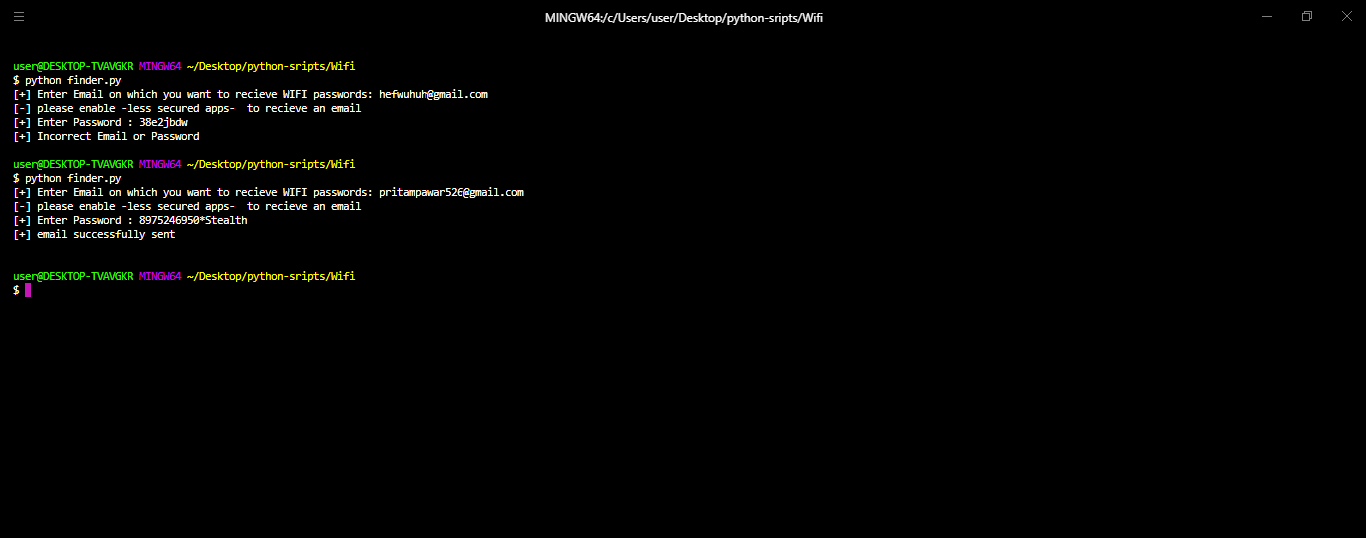 MINGW64:/c/Users/user/Desktop/python-sripts/Wifi
user@DESKTOP-TVAVGKR MINGW64 ~/Desktop/python-sripts/Wifi
$ python finder.py
[+] Enter Email on which you want to recieve WIFI passwords: hefwuhuh@gmail.com
[-] please enable -less secured apps-  to recieve an email
[+] Enter Password : 38e2jbdw
[+] Incorrect Email or Password
user@DESKTOP-TVAVGKR MINGW64 ~/Desktop/python-sripts/Wifi
$ python finder.py
[+] Enter Email on which you want to recieve WIFI passwords: pritampawar526@gmail.com
[-] please enable -less secured apps-  to recieve an email
[+] Enter Password : 8975246950*Stealth
[+] email successfully sent
user@DESKTOP-TVAVGKR MINGW64 ~/Desktop/python-sripts/Wifi
$